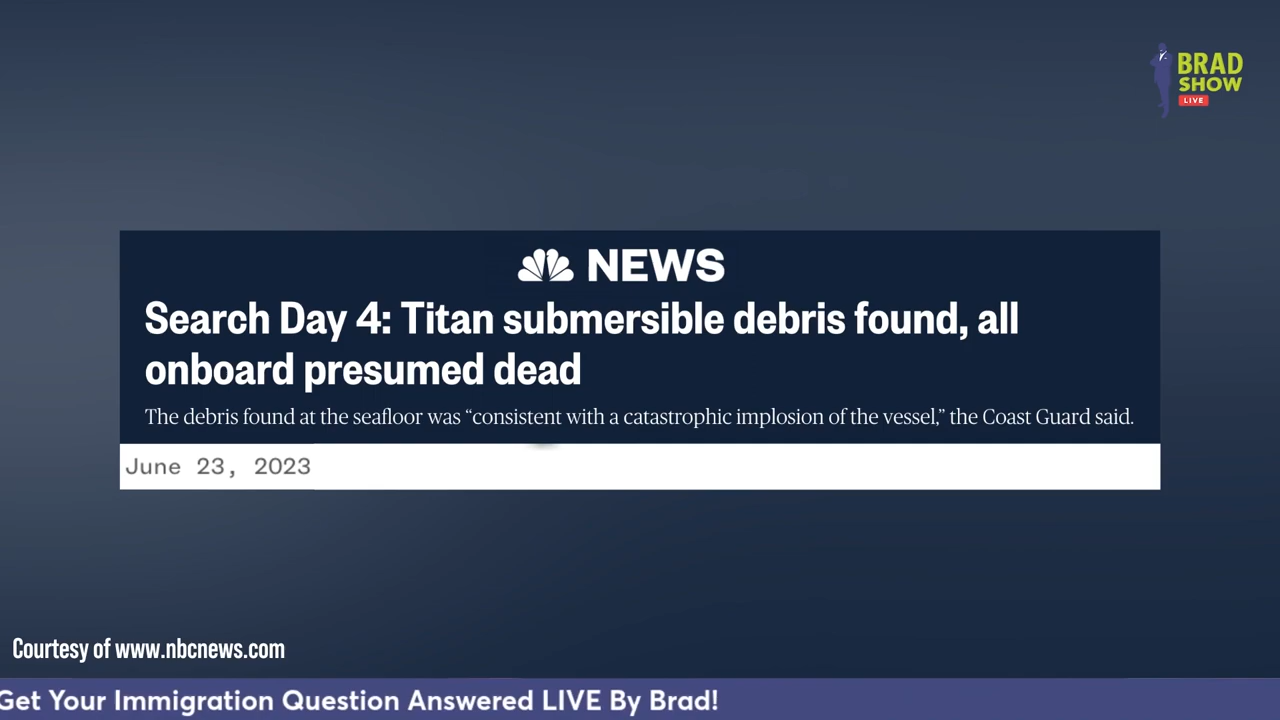 BRAD
SHOW
LIVE
NEWS
Search Day 4: Titan submersible debris found, all
onboard presumed dead
The debris found at the seafloor was “consistent with a catastrophic implosion of the vessel,” the Coast Guard said.
June 23, 2023
Courtesy of www.nbcnews.com
Get Your Immigration Question Answered LIVE By Brad!